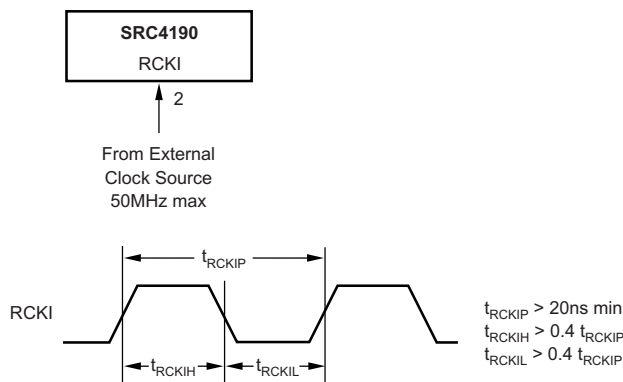 SRC4190
RCKI
2
From External
Clock Source
50MHz max
tRCKIP
RCKI
tRCKIH
tRCKIL
tRCKIP > 20ns min
tRCKIH > 0.4 tRCKIP
tRCKIL > 0.4 tRCKIP